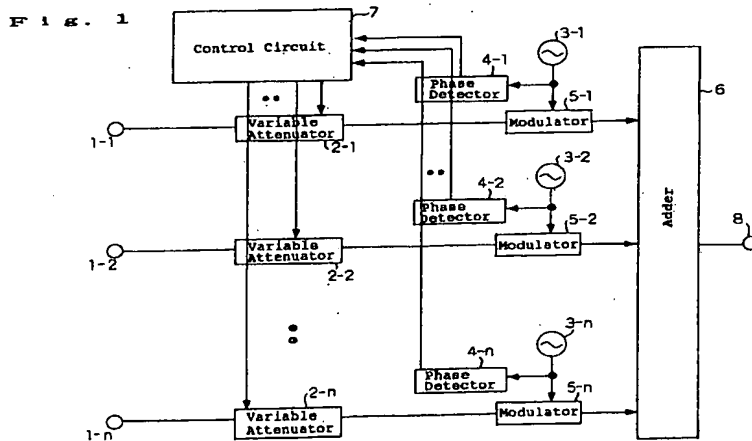 Fig. 1
7
Control Circuit
3-1
4-1
Phase
Detector
5-1
6
1-1
Variable
Attenuator
2-1
Modulator
3-2
4-2
Phase
Detector
5-2
Adder
8
1-2
Variable
Attenuator
2-2
Modulator
3-n
4-n
Phase
Detector
5-n
2-n
1-n
Variable
Attenuator
Modulator